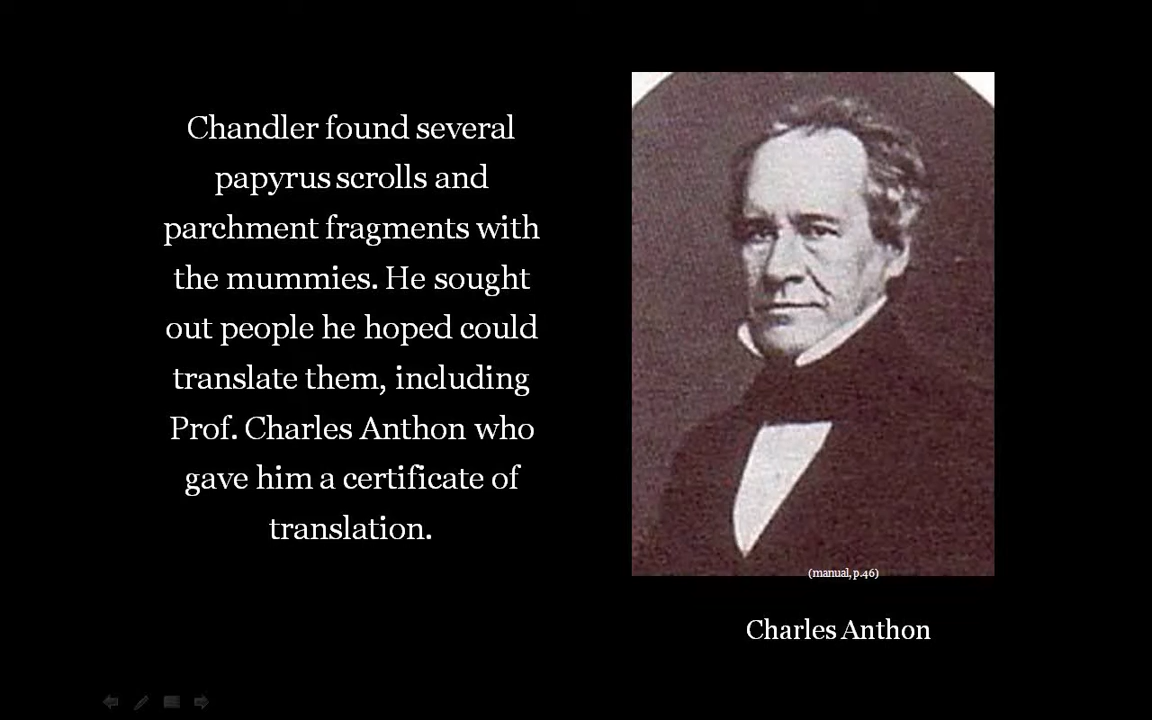 Chandler found several
papyrus scrolls and
parchment fragments with
the mummies. He sought
out people he hoped could
translate them, including
Prof. Charles Anthon who
gave him a certificate of
translation.
(manual, p.46)
Charles Anthon